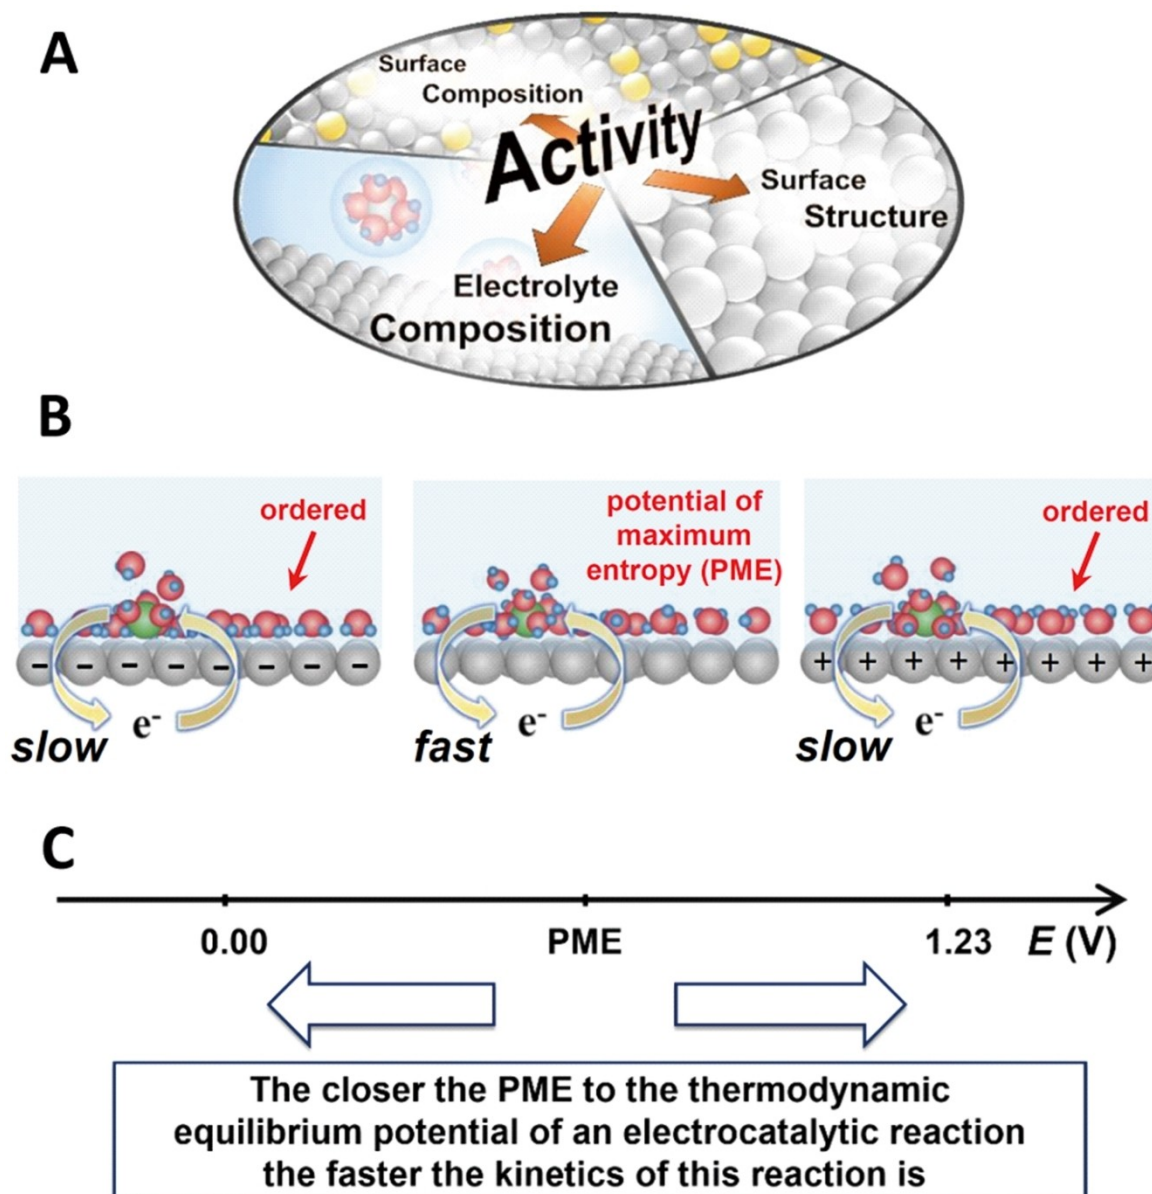 A
Surface
Composition
Activity
Surface
Structure
Electrolyte
Composition
B
ordered
potential of
maximum
entropy (PME)
ordered
− − − − − − − −
+ + + + + + + +
e⁻
e⁻
e⁻
slow
fast
slow
C
0.00 PME 1.23 E (V)
The closer the PME to the thermodynamic
equilibrium potential of an electrocatalytic reaction
the faster the kinetics of this reaction is